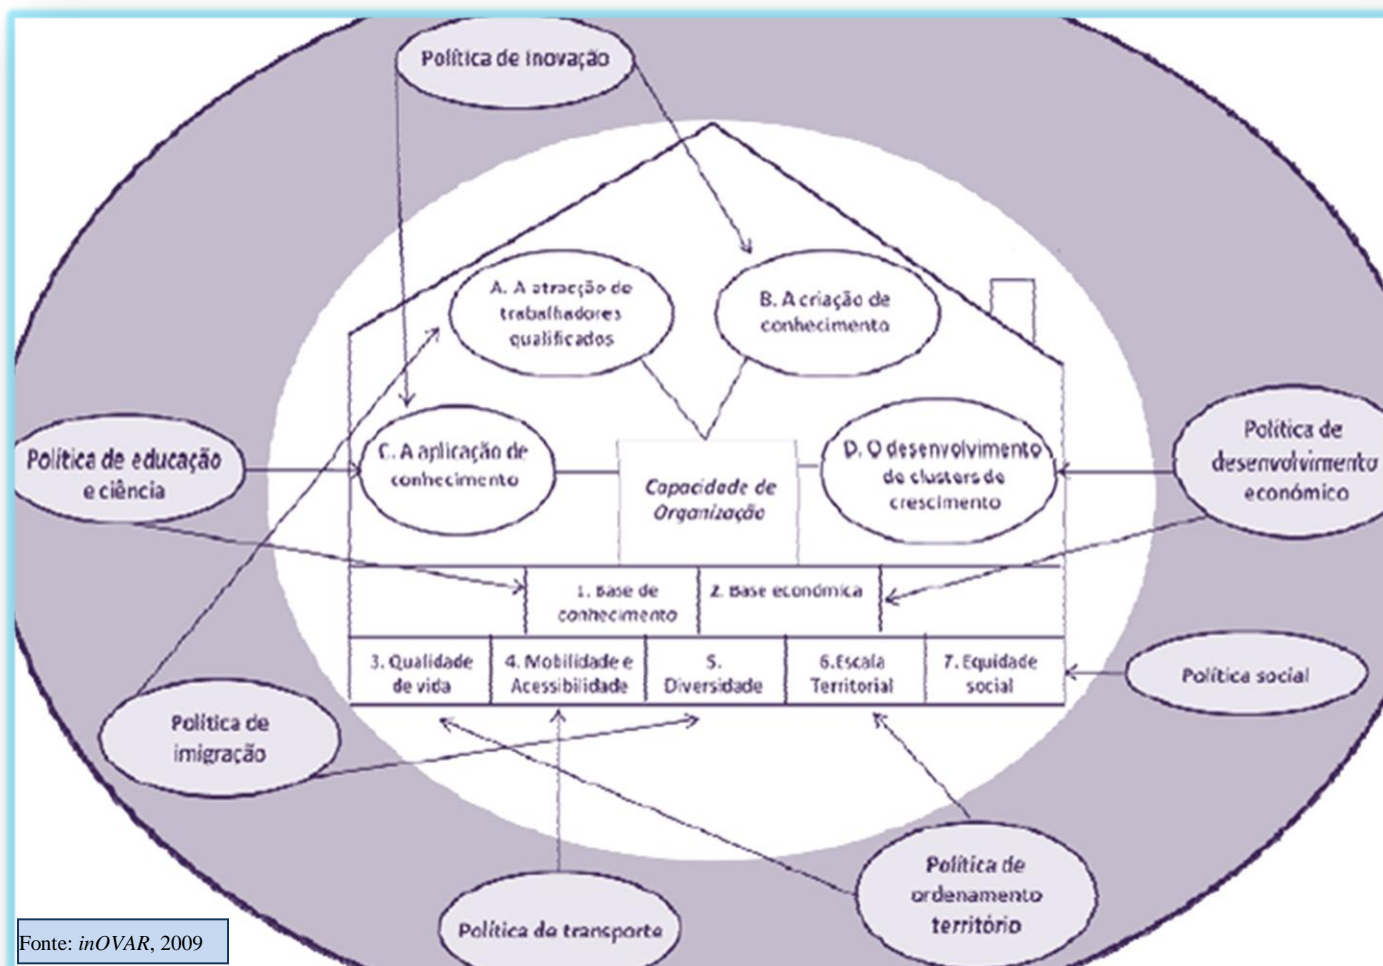 Política de inovação
A. A atracção de
trabalhadores
qualificados
B. A criação de
conhecimento
Política de educação
e ciência
C. A aplicação de
conhecimento
Capacidade de
Organização
D. O desenvolvimento
de clusters de
crescimento
Política de
desenvolvimento
económico
1. Base de
conhecimento
2. Base económica
3. Qualidade
de vida
4. Mobilidade e
Acessibilidade
5.
Diversidade
6.Escala
Territorial
7. Equidade
social
Política social
Política de
imigração
Política de transporte
Política de
ordenamento
território
Fonte: inOVAR, 2009